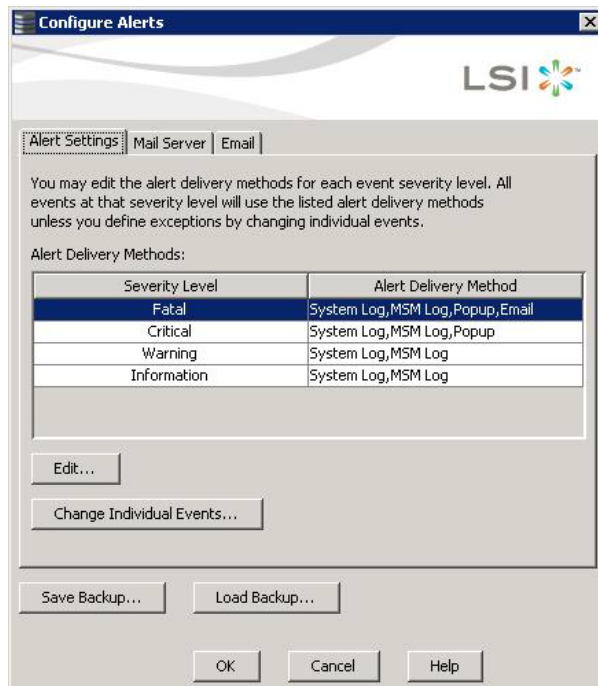 Configure Alerts
LSI
Alert Settings Mail Server Email
You may edit the alert delivery methods for each event severity level. All
events at that severity level will use the listed alert delivery methods
unless you define exceptions by changing individual events.
Alert Delivery Methods:
Severity Level Alert Delivery Method
Fatal System Log,MSM Log,Popup,Email
Critical System Log,MSM Log,Popup
Warning System Log,MSM Log
Information System Log,MSM Log
Edit...
Change Individual Events...
Save Backup... Load Backup...
OK Cancel Help